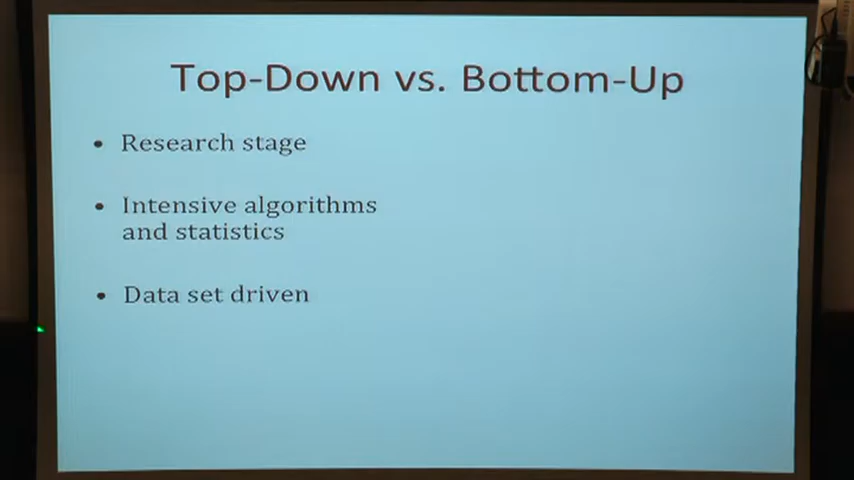 Top-Down vs. Bottom-Up
• Research stage
• Intensive algorithms
and statistics
• Data set driven